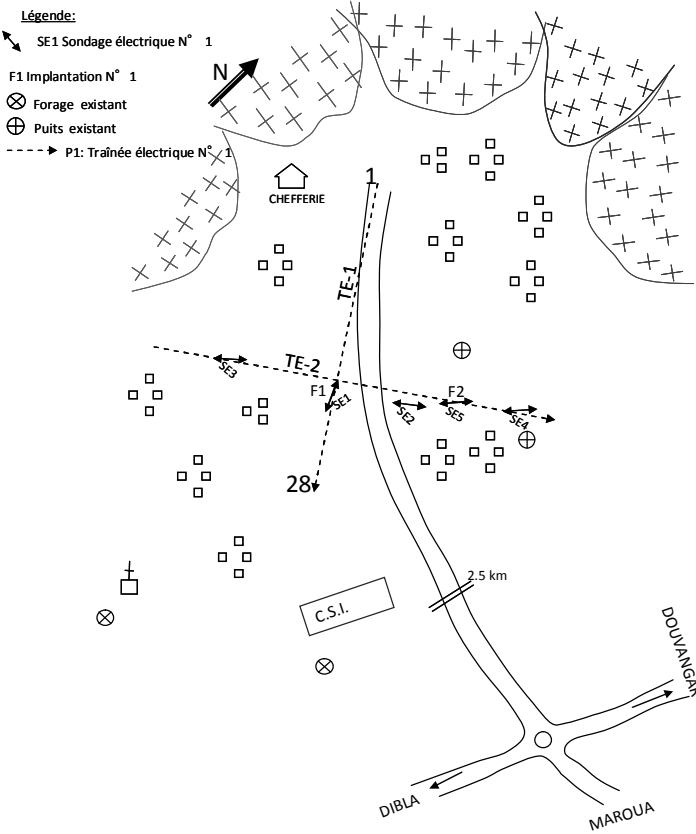 Légende:
SE1 Sondage électrique N° 1
F1 Implantation N° 1
Forage existant
Puits existant
P1: Traînée électrique N° 1
N
CHEFFERIE
1
TE-1
TE-2
SE3
F1
SE1
SE2
F2
SE5
SE4
28
2.5 km
C.S.I.
DOUVANGAR
DIBLA
MAROUA